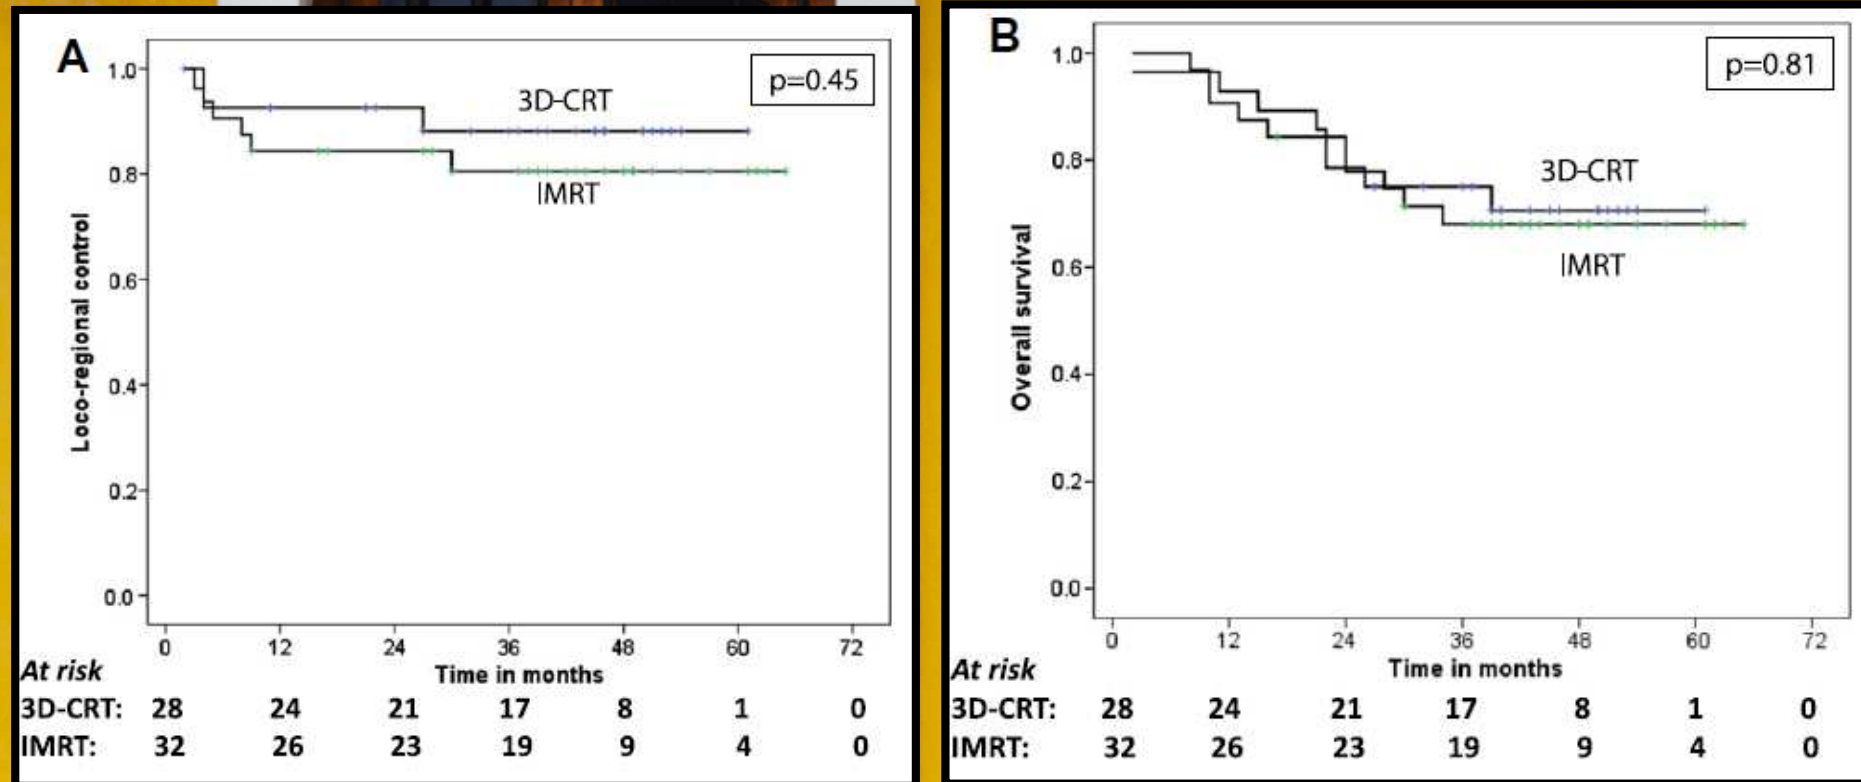 A
p=0.45
1.0
0.8
0.6
0.4
0.2
0.0
Loco-regional control
3D-CRT
IMRT
0 12 24 36 48 60 72
Time in months
At risk
3D-CRT: 28 24 21 17 8 1 0
IMRT: 32 26 23 19 9 4 0
B
p=0.81
1.0
0.8
0.6
0.4
0.2
0.0
Overall survival
3D-CRT
IMRT
0 12 24 36 48 60 72
Time in months
At risk
3D-CRT: 28 24 21 17 8 1 0
IMRT: 32 26 23 19 9 4 0